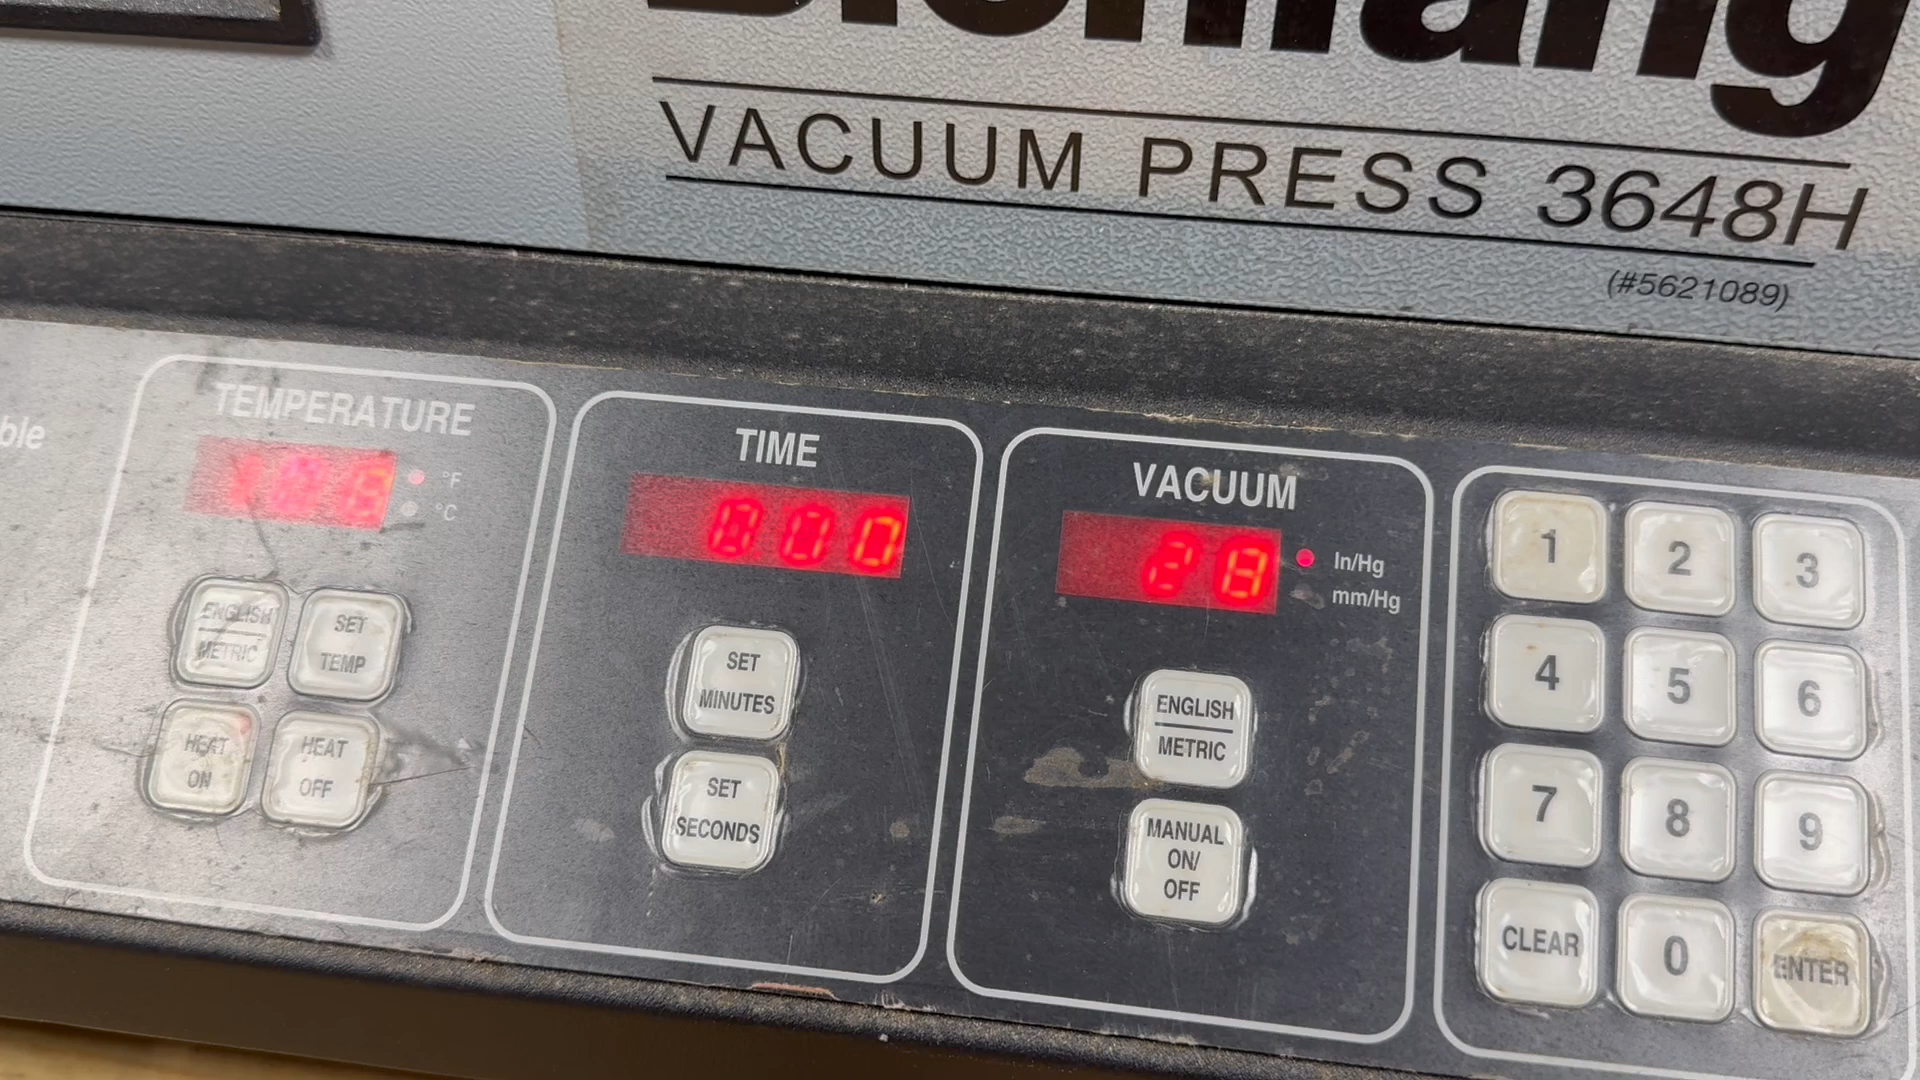 VACUUM PRESS 3648H
(#5621089)
TEMPERATURE
°F
°C
ENGLISH
METRIC
SET
TEMP
HEAT
ON
HEAT
OFF
TIME
000
SET
MINUTES
SET
SECONDS
VACUUM
28
In/Hg
mm/Hg
ENGLISH
METRIC
MANUAL
ON/
OFF
1 2 3
4 5 6
7 8 9
CLEAR 0 ENTER